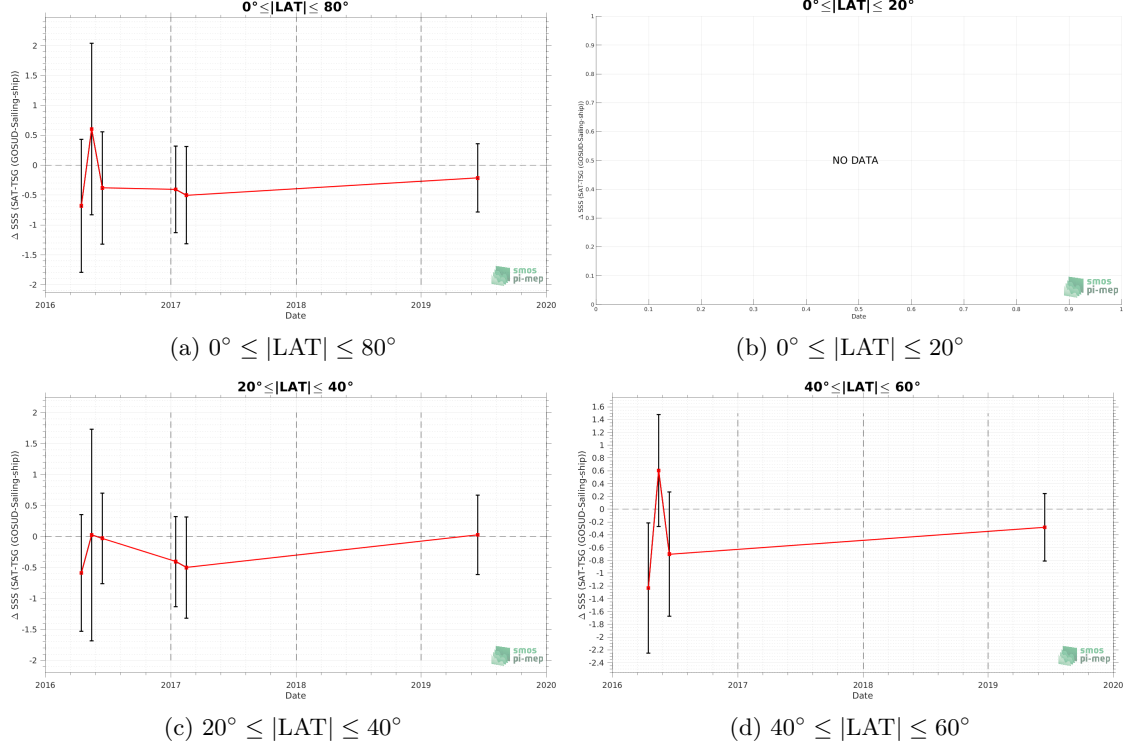 0°≤|LAT|≤ 80°
Δ SSS (SAT-TSG (GOSUD-Sailing-ship))
2
1.5
1
0.5
0
-0.5
-1
-1.5
-2
2016 2017 2018 2019 2020
Date
smos
pi-mep
(a) 0° ≤ |LAT| ≤ 80°
0°≤|LAT|≤ 20°
Δ SSS (SAT-TSG (GOSUD-Sailing-ship))
1
0.9
0.8
0.7
0.6
0.5
0.4
0.3
0.2
0.1
0
NO DATA
0 0.1 0.2 0.3 0.4 0.5 0.6 0.7 0.8 0.9 1
Date
smos
pi-mep
(b) 0° ≤ |LAT| ≤ 20°
20°≤|LAT|≤ 40°
Δ SSS (SAT-TSG (GOSUD-Sailing-ship))
2
1.5
1
0.5
0
-0.5
-1
-1.5
-2
2016 2017 2018 2019 2020
Date
smos
pi-mep
(c) 20° ≤ |LAT| ≤ 40°
40°≤|LAT|≤ 60°
Δ SSS (SAT-TSG (GOSUD-Sailing-ship))
1.6
1.4
1.2
1
0.8
0.6
0.4
0.2
0
-0.2
-0.4
-0.6
-0.8
-1
-1.2
-1.4
-1.6
-1.8
-2
-2.2
-2.4
2016 2017 2018 2019 2020
Date
smos
pi-mep
(d) 40° ≤ |LAT| ≤ 60°